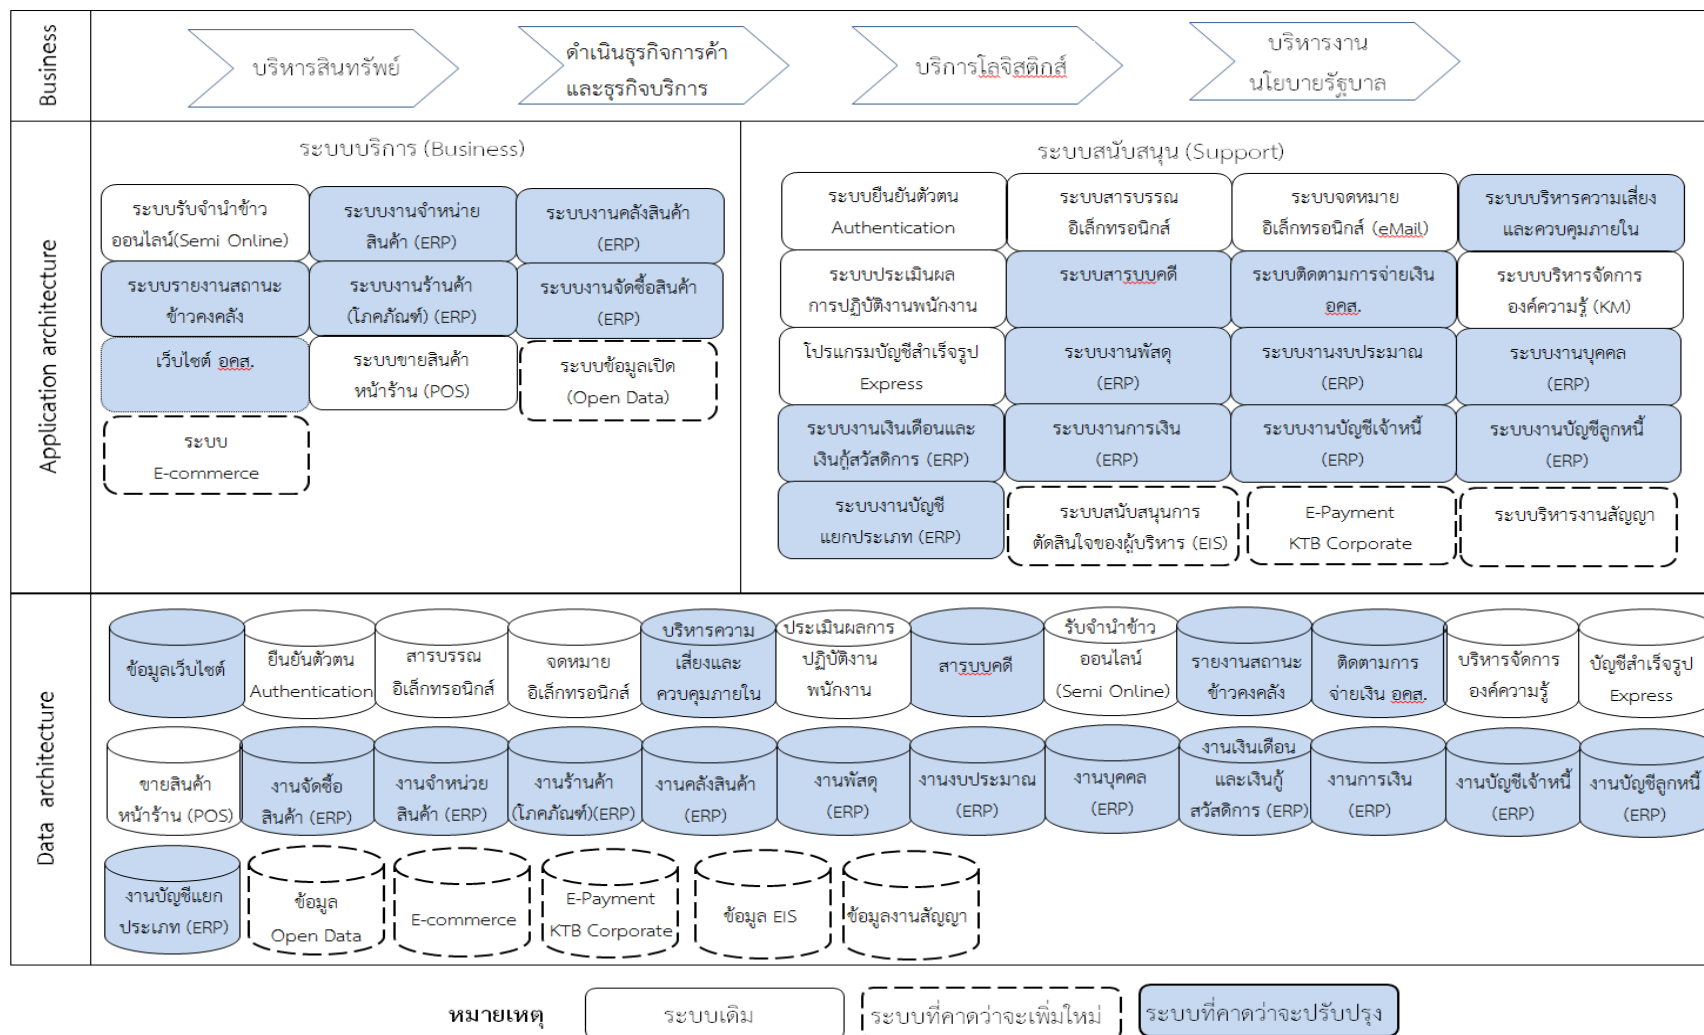 Business
บริหารสินทรัพย์
ดำเนินธุรกิจการค้า
และธุรกิจบริการ
บริการโลจิสติกส์
บริหารงาน
นโยบายรัฐบาล
Application architecture
ระบบบริการ (Business)
ระบบรับจำนำข้าว
ออนไลน์(Semi Online)
ระบบงานจำหน่าย
สินค้า (ERP)
ระบบงานคลังสินค้า
(ERP)
ระบบรายงานสถานะ
ข้าวคงคลัง
ระบบงานร้านค้า
(โภคภัณฑ์) (ERP)
ระบบงานจัดซื้อสินค้า
(ERP)
เว็บไซต์ อคส.
ระบบขายสินค้า
หน้าร้าน (POS)
ระบบข้อมูลเปิด
(Open Data)
ระบบ
E-commerce
ระบบสนับสนุน (Support)
ระบบยืนยันตัวตน
Authentication
ระบบสารบรรณ
อิเล็กทรอนิกส์
ระบบจดหมาย
อิเล็กทรอนิกส์ (eMail)
ระบบบริหารความเสี่ยง
และควบคุมภายใน
ระบบประเมินผล
การปฏิบัติงานพนักงาน
ระบบสารบบคดี
ระบบติดตามการจ่ายเงิน
อคส.
ระบบบริหารจัดการ
องค์ความรู้ (KM)
โปรแกรมบัญชีสำเร็จรูป
Express
ระบบงานพัสดุ
(ERP)
ระบบงานงบประมาณ
(ERP)
ระบบงานบุคคล
(ERP)
ระบบงานเงินเดือนและ
เงินกู้สวัสดิการ (ERP)
ระบบงานการเงิน
(ERP)
ระบบงานบัญชีเจ้าหนี้
(ERP)
ระบบงานบัญชีลูกหนี้
(ERP)
ระบบงานบัญชี
แยกประเภท (ERP)
ระบบสนับสนุนการ
ตัดสินใจของผู้บริหาร (EIS)
E-Payment
KTB Corporate
ระบบบริหารงานสัญญา
Data architecture
ข้อมูลเว็บไซต์
ยืนยันตัวตน
Authentication
สารบรรณ
อิเล็กทรอนิกส์
จดหมาย
อิเล็กทรอนิกส์
บริหารความ
เสี่ยงและ
ควบคุมภายใน
ประเมินผลการ
ปฏิบัติงาน
พนักงาน
สารบบคดี
รับจำนำข้าว
ออนไลน์
(Semi Online)
รายงานสถานะ
ข้าวคงคลัง
ติดตามการ
จ่ายเงิน อคส.
บริหารจัดการ
องค์ความรู้
บัญชีสำเร็จรูป
Express
ขายสินค้า
หน้าร้าน (POS)
งานจัดซื้อ
สินค้า (ERP)
งานจำหน่วย
สินค้า (ERP)
งานร้านค้า
(โภคภัณฑ์)(ERP)
งานคลังสินค้า
(ERP)
งานพัสดุ
(ERP)
งานงบประมาณ
(ERP)
งานบุคคล
(ERP)
งานเงินเดือน
และเงินกู้
สวัสดิการ (ERP)
งานการเงิน
(ERP)
งานบัญชีเจ้าหนี้
(ERP)
งานบัญชีลูกหนี้
(ERP)
งานบัญชีแยก
ประเภท (ERP)
ข้อมูล
Open Data
E-commerce
E-Payment
KTB Corporate
ข้อมูล EIS
ข้อมูลงานสัญญา
หมายเหตุ
ระบบเดิม
ระบบที่คาดว่าจะเพิ่มใหม่
ระบบที่คาดว่าจะปรับปรุง